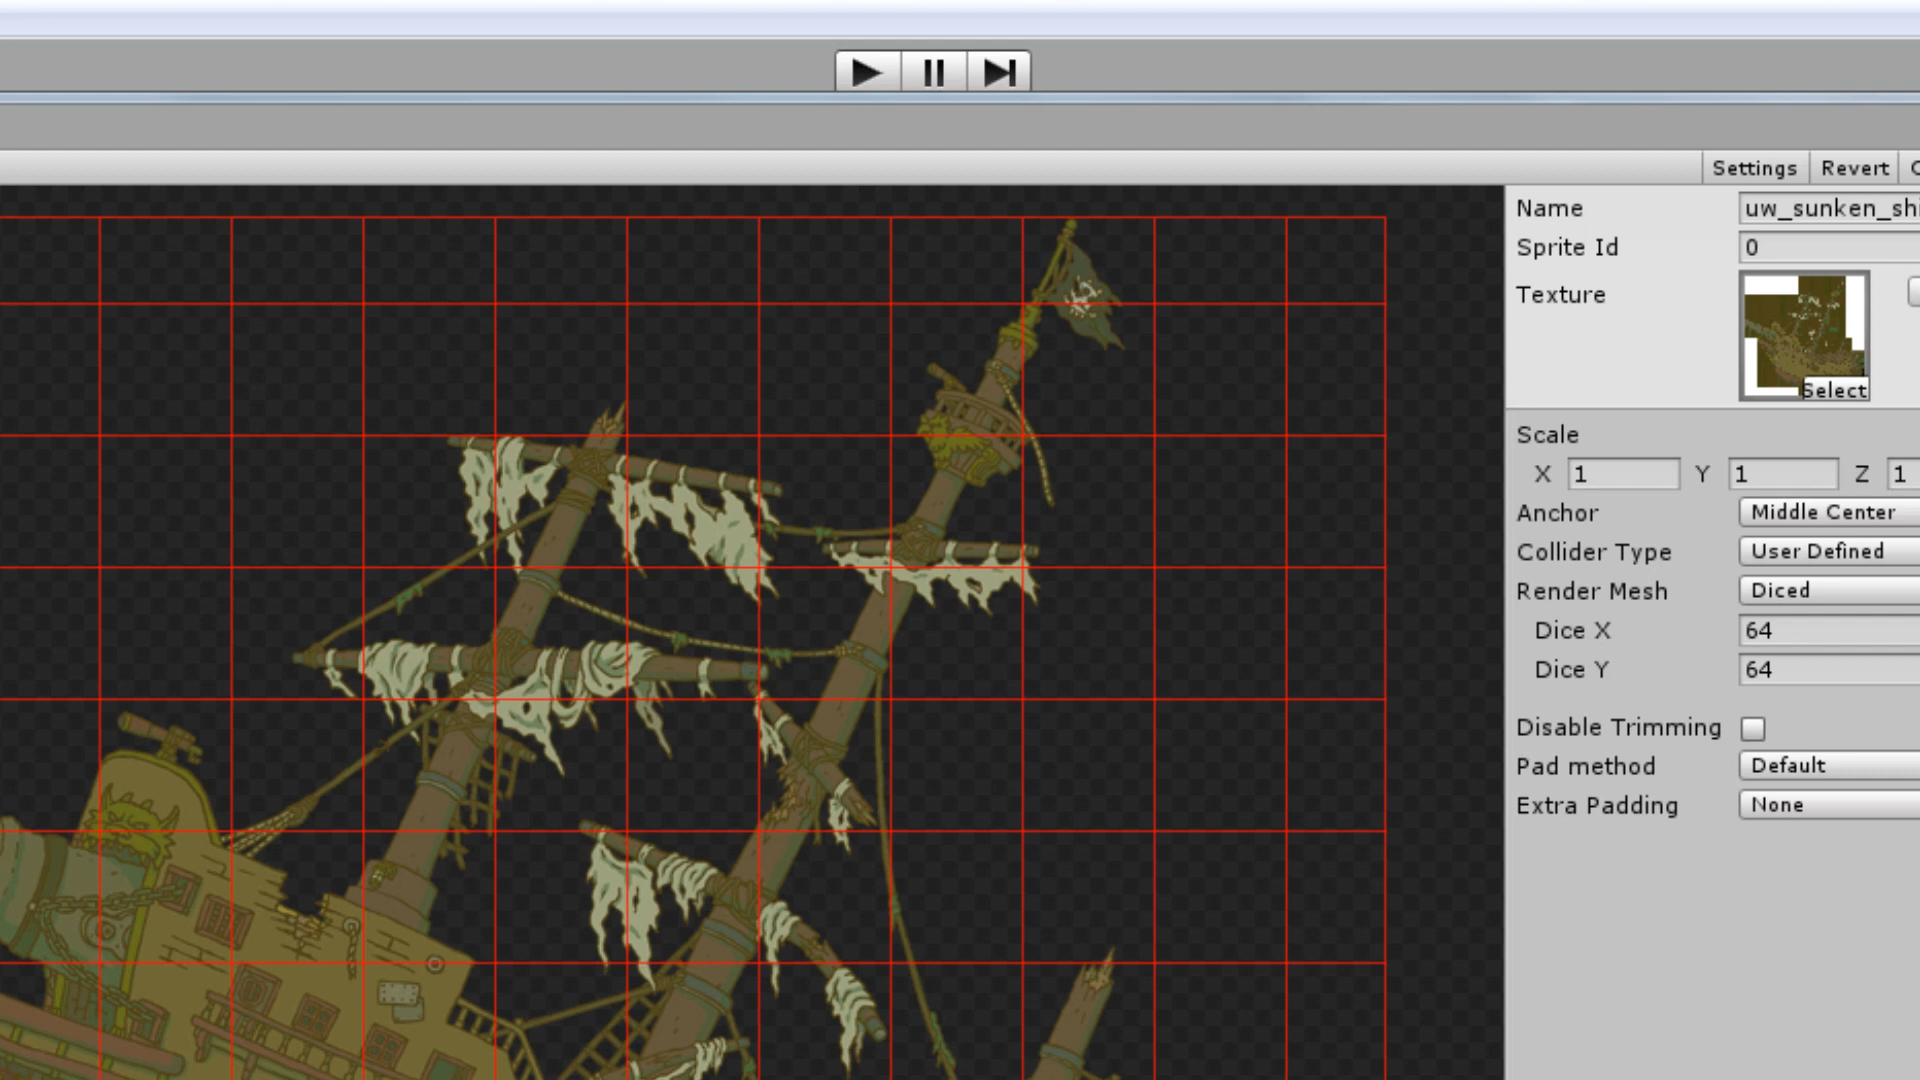 Settings Revert
Name uw_sunken_shi
Sprite Id 0
Texture
Select
Scale
X 1 Y 1 Z 1
Anchor Middle Center
Collider Type User Defined
Render Mesh Diced
Dice X 64
Dice Y 64
Disable Trimming
Pad method Default
Extra Padding None